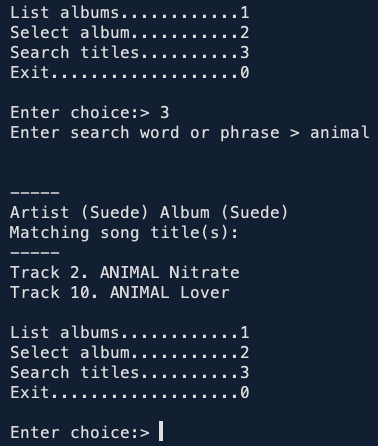 List albums............1
Select album...........2
Search titles..........3
Exit...................0
Enter choice:> 3
Enter search word or phrase > animal
-----
Artist (Suede) Album (Suede)
Matching song title(s):
-----
Track 2. ANIMAL Nitrate
Track 10. ANIMAL Lover
List albums............1
Select album...........2
Search titles..........3
Exit...................0
Enter choice:>